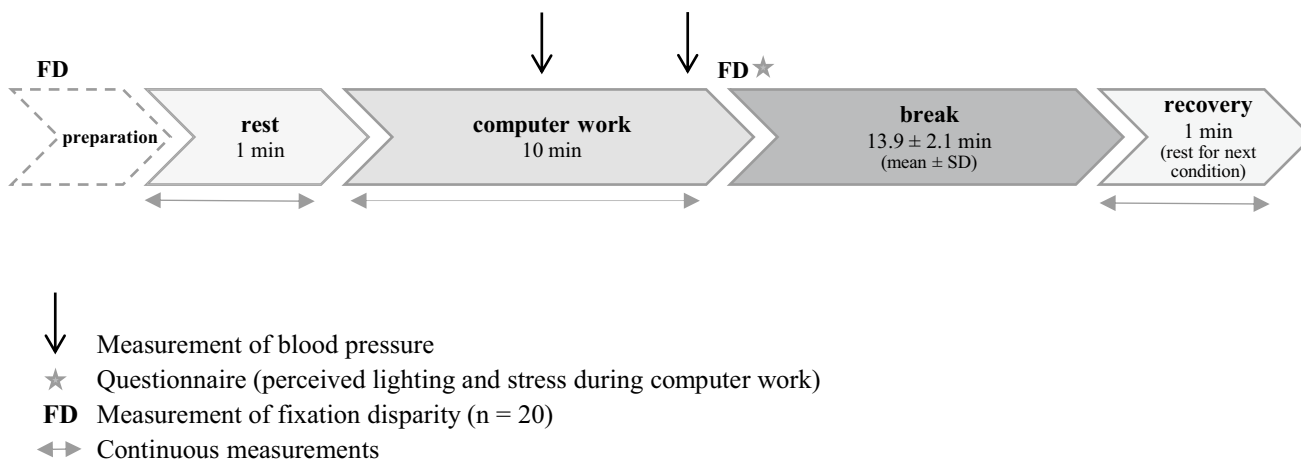 FD
FD
preparation
rest
1 min
computer work
10 min
break
13.9 ± 2.1 min
(mean ± SD)
recovery
1 min
(rest for next
condition)
Measurement of blood pressure
Questionnaire (perceived lighting and stress during computer work)
FD Measurement of fixation disparity (n = 20)
Continuous measurements